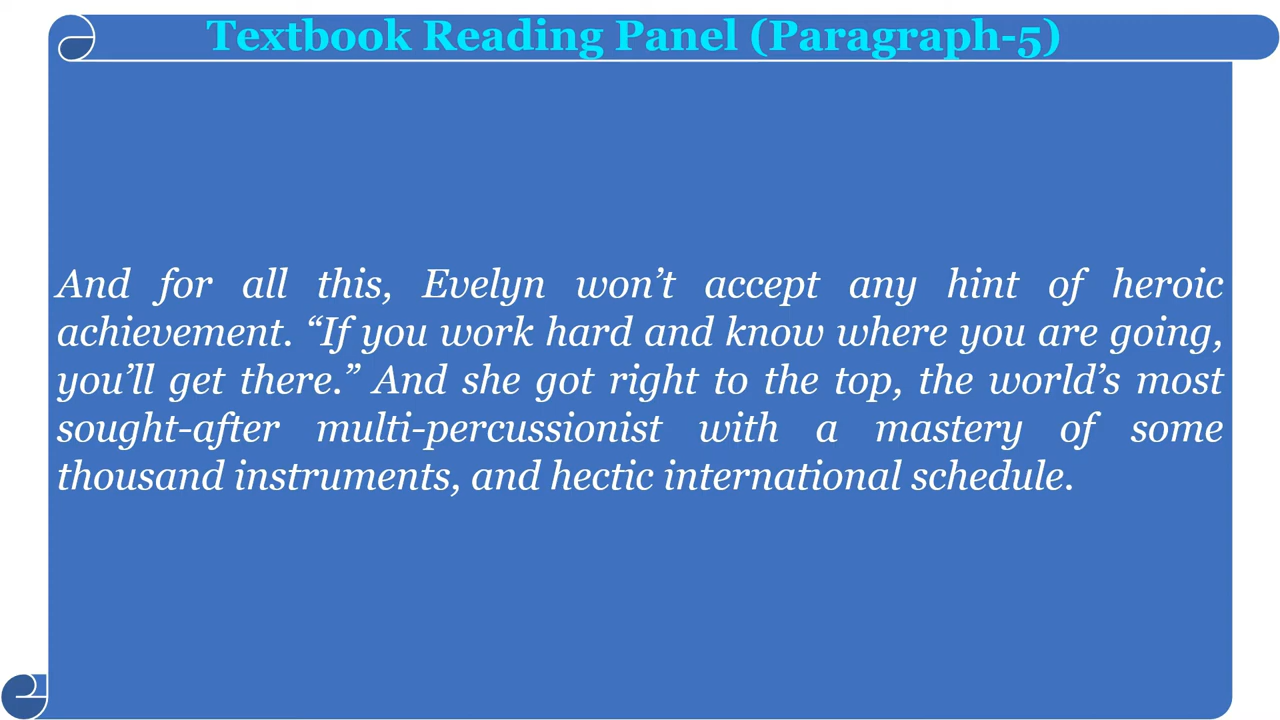 Textbook Reading Panel (Paragraph-5)
And for all this, Evelyn won’t accept any hint of heroic
achievement. “If you work hard and know where you are going,
you’ll get there.” And she got right to the top, the world’s most
sought-after multi-percussionist with a mastery of some
thousand instruments, and hectic international schedule.